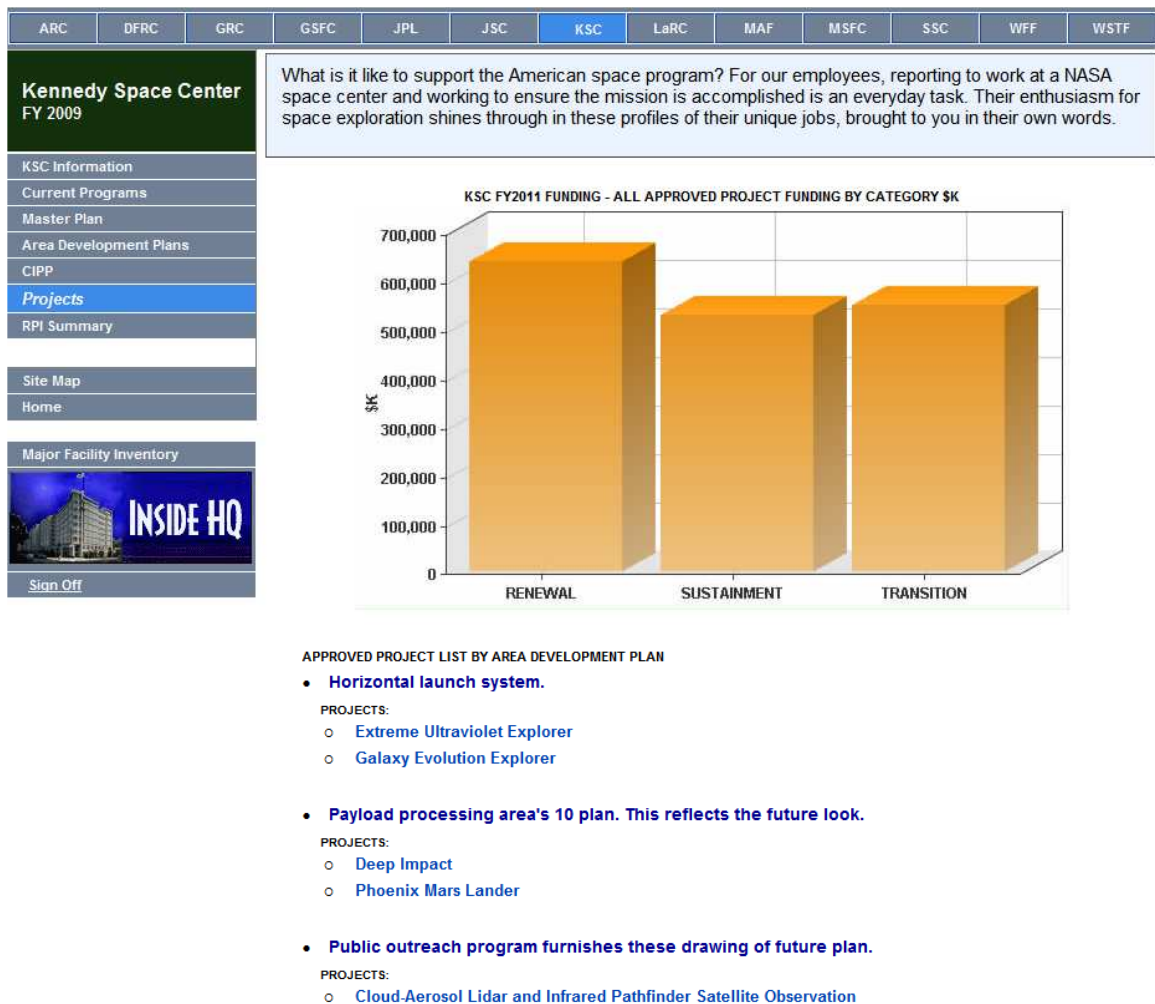 ARC DFRC GRC GSFC JPL JSC KSC LaRC MAF MSFC SSC WFF WSTF
Kennedy Space Center
FY 2009
What is it like to support the American space program? For our employees, reporting to work at a NASA
space center and working to ensure the mission is accomplished is an everyday task. Their enthusiasm for
space exploration shines through in these profiles of their unique jobs, brought to you in their own words.
KSC Information
Current Programs
Master Plan
Area Development Plans
CIPP
Projects
RPI Summary
Site Map
Home
Major Facility Inventory
INSIDE HQ
Sign Off
KSC FY2011 FUNDING - ALL APPROVED PROJECT FUNDING BY CATEGORY $K
700,000
600,000
500,000
400,000
$K
300,000
200,000
100,000
0
RENEWAL SUSTAINMENT TRANSITION
APPROVED PROJECT LIST BY AREA DEVELOPMENT PLAN
• Horizontal launch system.
PROJECTS:
o Extreme Ultraviolet Explorer
o Galaxy Evolution Explorer
• Payload processing area's 10 plan. This reflects the future look.
PROJECTS:
o Deep Impact
o Phoenix Mars Lander
• Public outreach program furnishes these drawing of future plan.
PROJECTS:
o Cloud-Aerosol Lidar and Infrared Pathfinder Satellite Observation